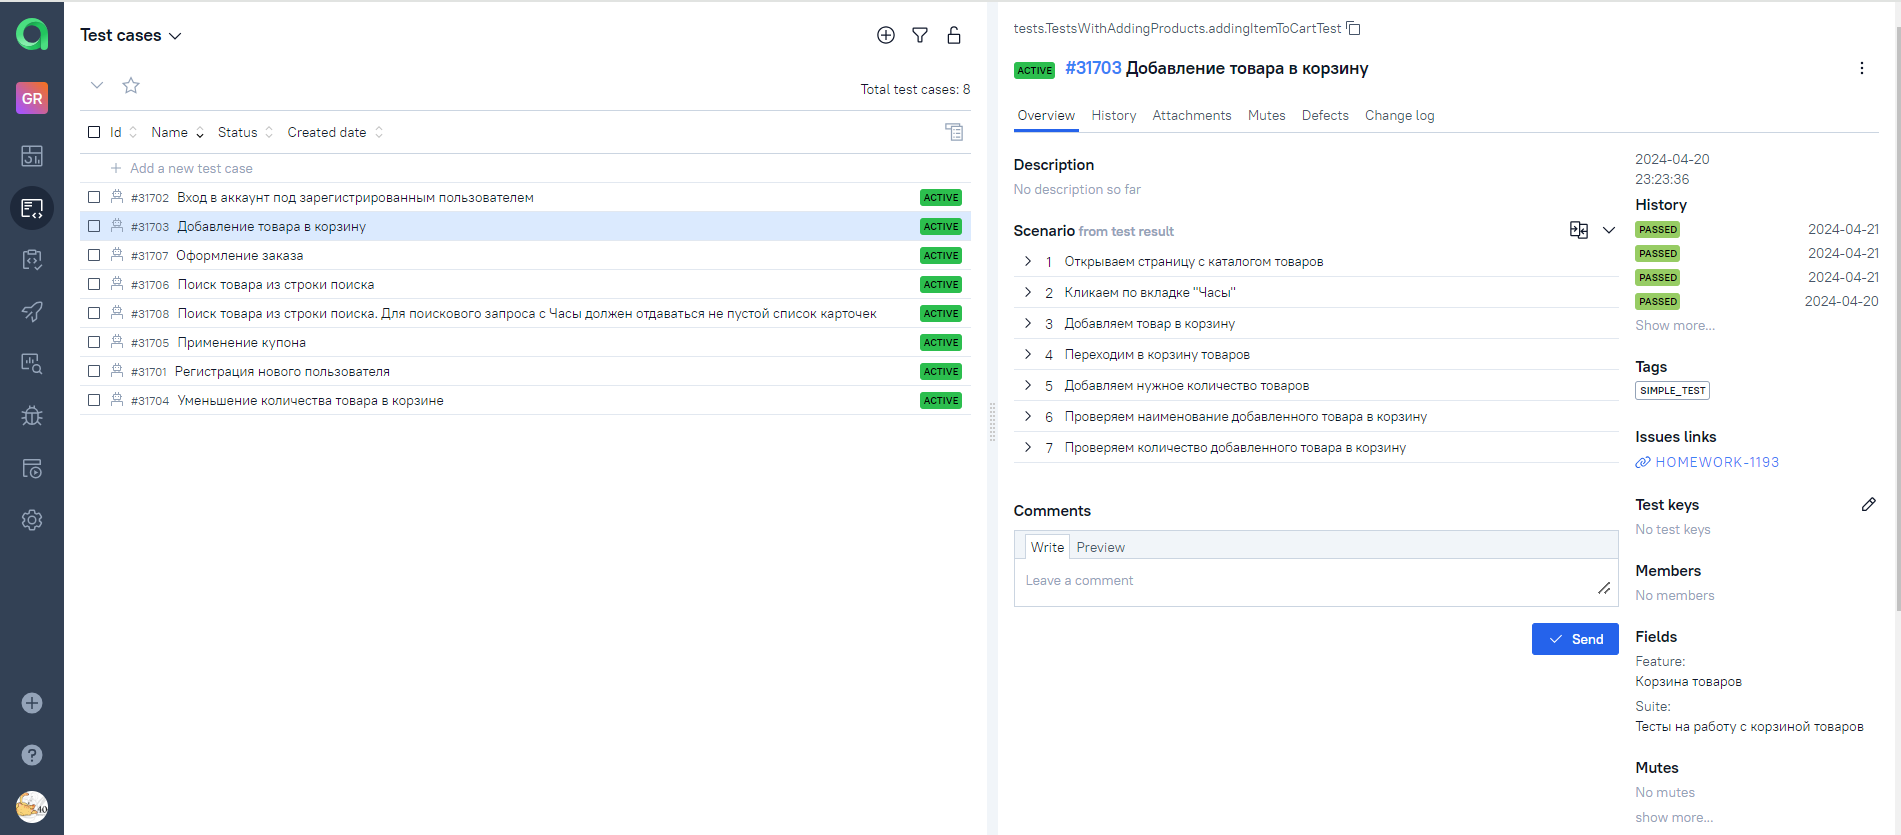 GR
Test cases
Total test cases: 8
Id Name Status Created date
Add a new test case
#31702 Вход в аккаунт под зарегистрированным пользователем ACTIVE
#31703 Добавление товара в корзину ACTIVE
#31707 Оформление заказа ACTIVE
#31706 Поиск товара из строки поиска ACTIVE
#31708 Поиск товара из строки поиска. Для поискового запроса с Часы должен отдаваться не пустой список карточек ACTIVE
#31705 Применение купона ACTIVE
#31701 Регистрация нового пользователя ACTIVE
#31704 Уменьшение количества товара в корзине ACTIVE
tests.TestsWithAddingProducts.addingItemToCartTest
ACTIVE #31703 Добавление товара в корзину
Overview History Attachments Mutes Defects Change log
Description
No description so far
Scenario from test result
1 Открываем страницу с каталогом товаров
2 Кликаем по вкладке "Часы"
3 Добавляем товар в корзину
4 Переходим в корзину товаров
5 Добавляем нужное количество товаров
6 Проверяем наименование добавленного товара в корзину
7 Проверяем количество добавленного товара в корзину
Comments
Write Preview
Leave a comment
Send
2024-04-20
23:23:36
History
PASSED 2024-04-21
PASSED 2024-04-21
PASSED 2024-04-21
PASSED 2024-04-20
Show more...
Tags
SIMPLE_TEST
Issues links
HOMEWORK-1193
Test keys
No test keys
Members
No members
Fields
Feature:
Корзина товаров
Suite:
Тесты на работу с корзиной товаров
Mutes
No mutes
show more...